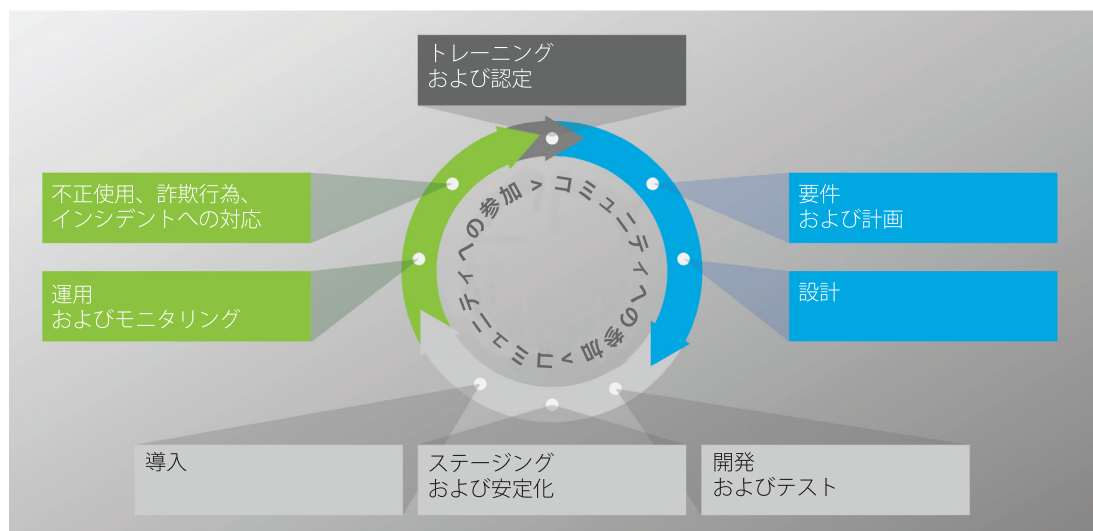 トレーニング
および認定
不正使用、詐欺行為、
インシデントへの対応
要件
および計画
運用
およびモニタリング
設計
コミュニティへの参加 > コミュニティへの参加 >
導入
ステージング
および安定化
開発
およびテスト